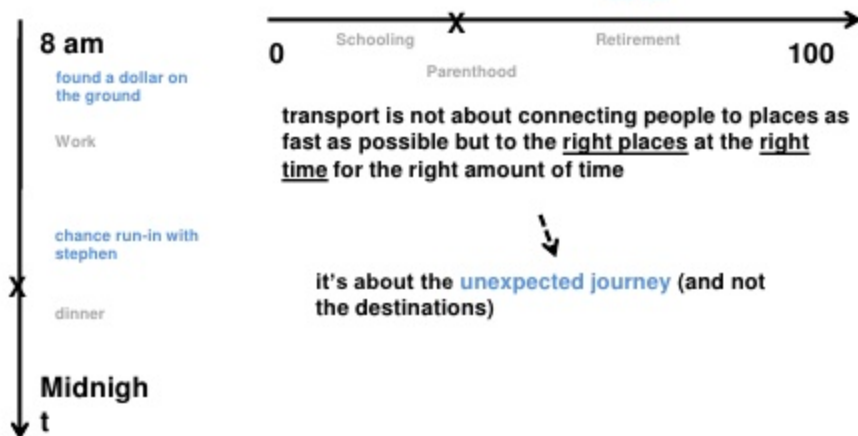 X
Schooling
Retirement
0
100
Parenthood
8 am
found a dollar on
the ground
Work
chance run-in with
stephen
X
dinner
Midnigh
t
transport is not about connecting people to places as
fast as possible but to the right places at the right
time for the right amount of time
it's about the unexpected journey (and not
the destinations)